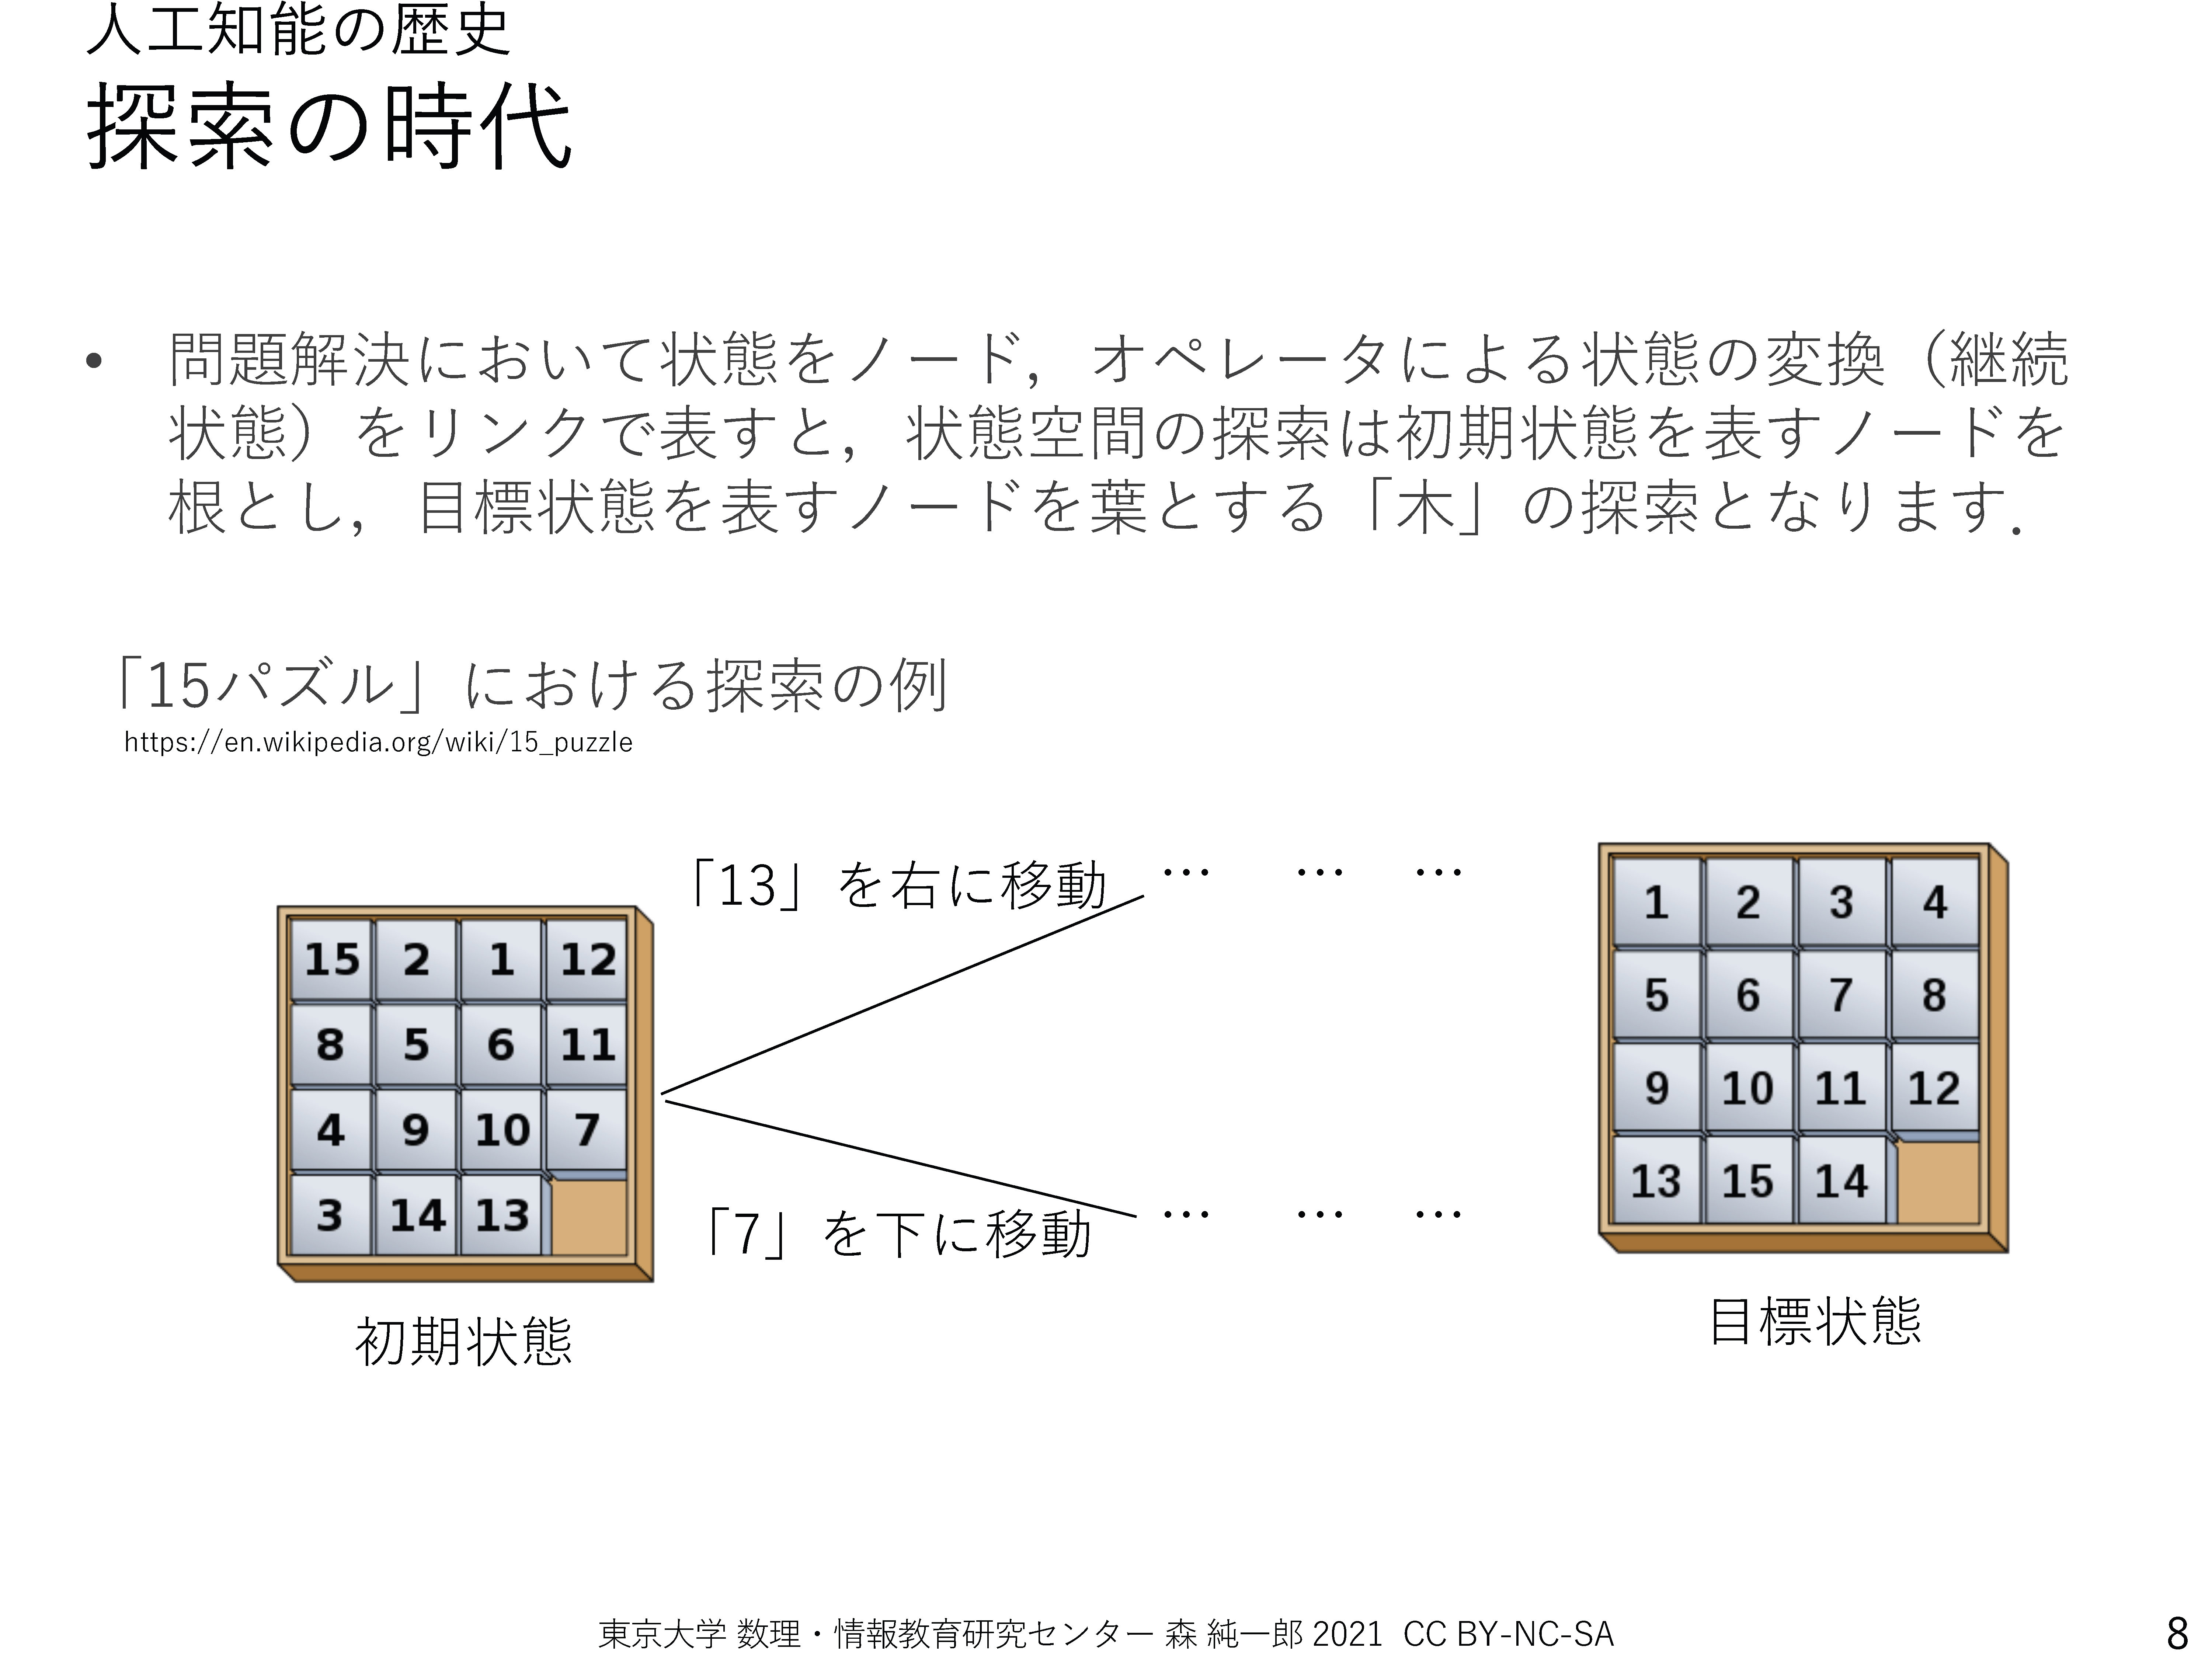 人工知能の歴史
探索の時代
• 問題解決において状態をノード，オペレータによる状態の変換（継続
状態）をリンクで表すと，状態空間の探索は初期状態を表すノードを
根とし，目標状態を表すノードを葉とする「木」の探索となります．
「15パズル」における探索の例
https://en.wikipedia.org/wiki/15_puzzle
「13」を右に移動 … … …
15 2 1 12
8 5 6 11
4 9 10 7
3 14 13
「7」を下に移動 … … …
初期状態
1 2 3 4
5 6 7 8
9 10 11 12
13 15 14
目標状態
東京大学 数理・情報教育研究センター 森 純一郎 2021 CC BY-NC-SA
8